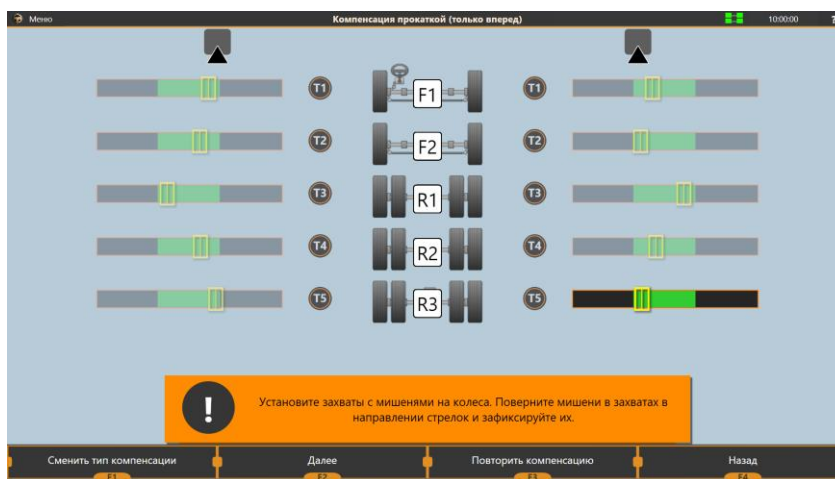 Меню
Компенсация прокаткой (только вперед)
10:00:00
?
T1 F1 T1
T2 F2 T2
T3 R1 T3
T4 R2 T4
T5 R3 T5
!
Установите захваты с мишенями на колеса. Поверните мишени в захватах в
направлении стрелок и зафиксируйте их.
Сменить тип компенсации
Далее
Повторить компенсацию
Назад
F1
F2
F3
F4